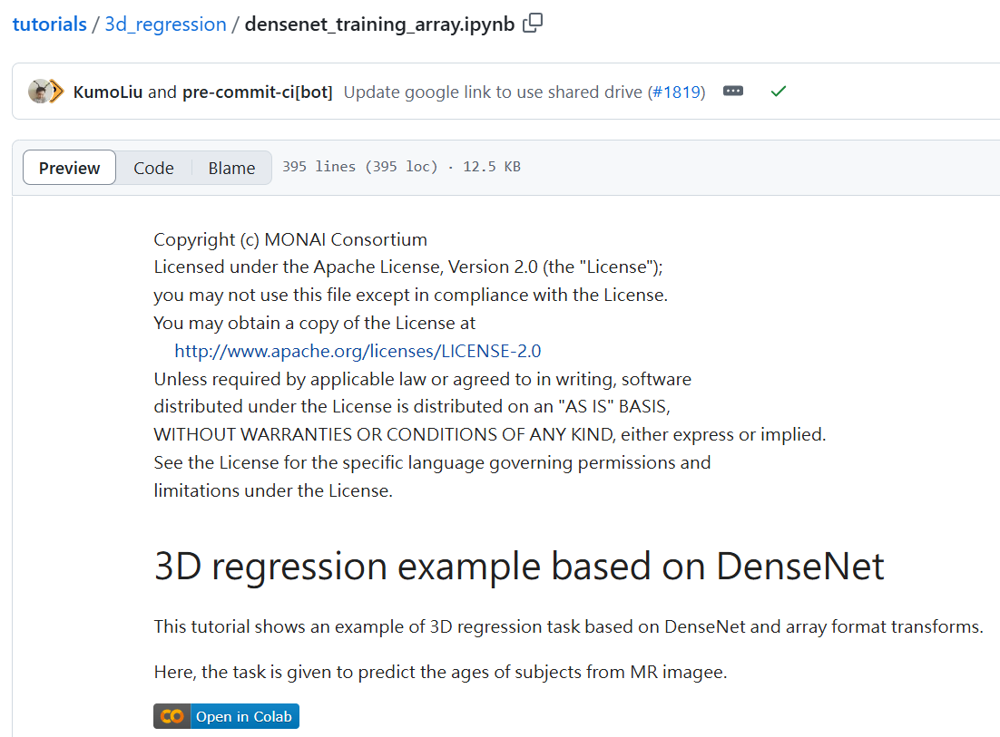 tutorials / 3d_regression / densenet_training_array.ipynb
KumoLiu and pre-commit-ci[bot] Update google link to use shared drive (#1819)
Preview Code Blame 395 lines (395 loc) · 12.5 KB
Copyright (c) MONAI Consortium
Licensed under the Apache License, Version 2.0 (the "License");
you may not use this file except in compliance with the License.
You may obtain a copy of the License at
http://www.apache.org/licenses/LICENSE-2.0
Unless required by applicable law or agreed to in writing, software
distributed under the License is distributed on an "AS IS" BASIS,
WITHOUT WARRANTIES OR CONDITIONS OF ANY KIND, either express or implied.
See the License for the specific language governing permissions and
limitations under the License.
3D regression example based on DenseNet
This tutorial shows an example of 3D regression task based on DenseNet and array format transforms.
Here, the task is given to predict the ages of subjects from MR imagee.
Open in Colab